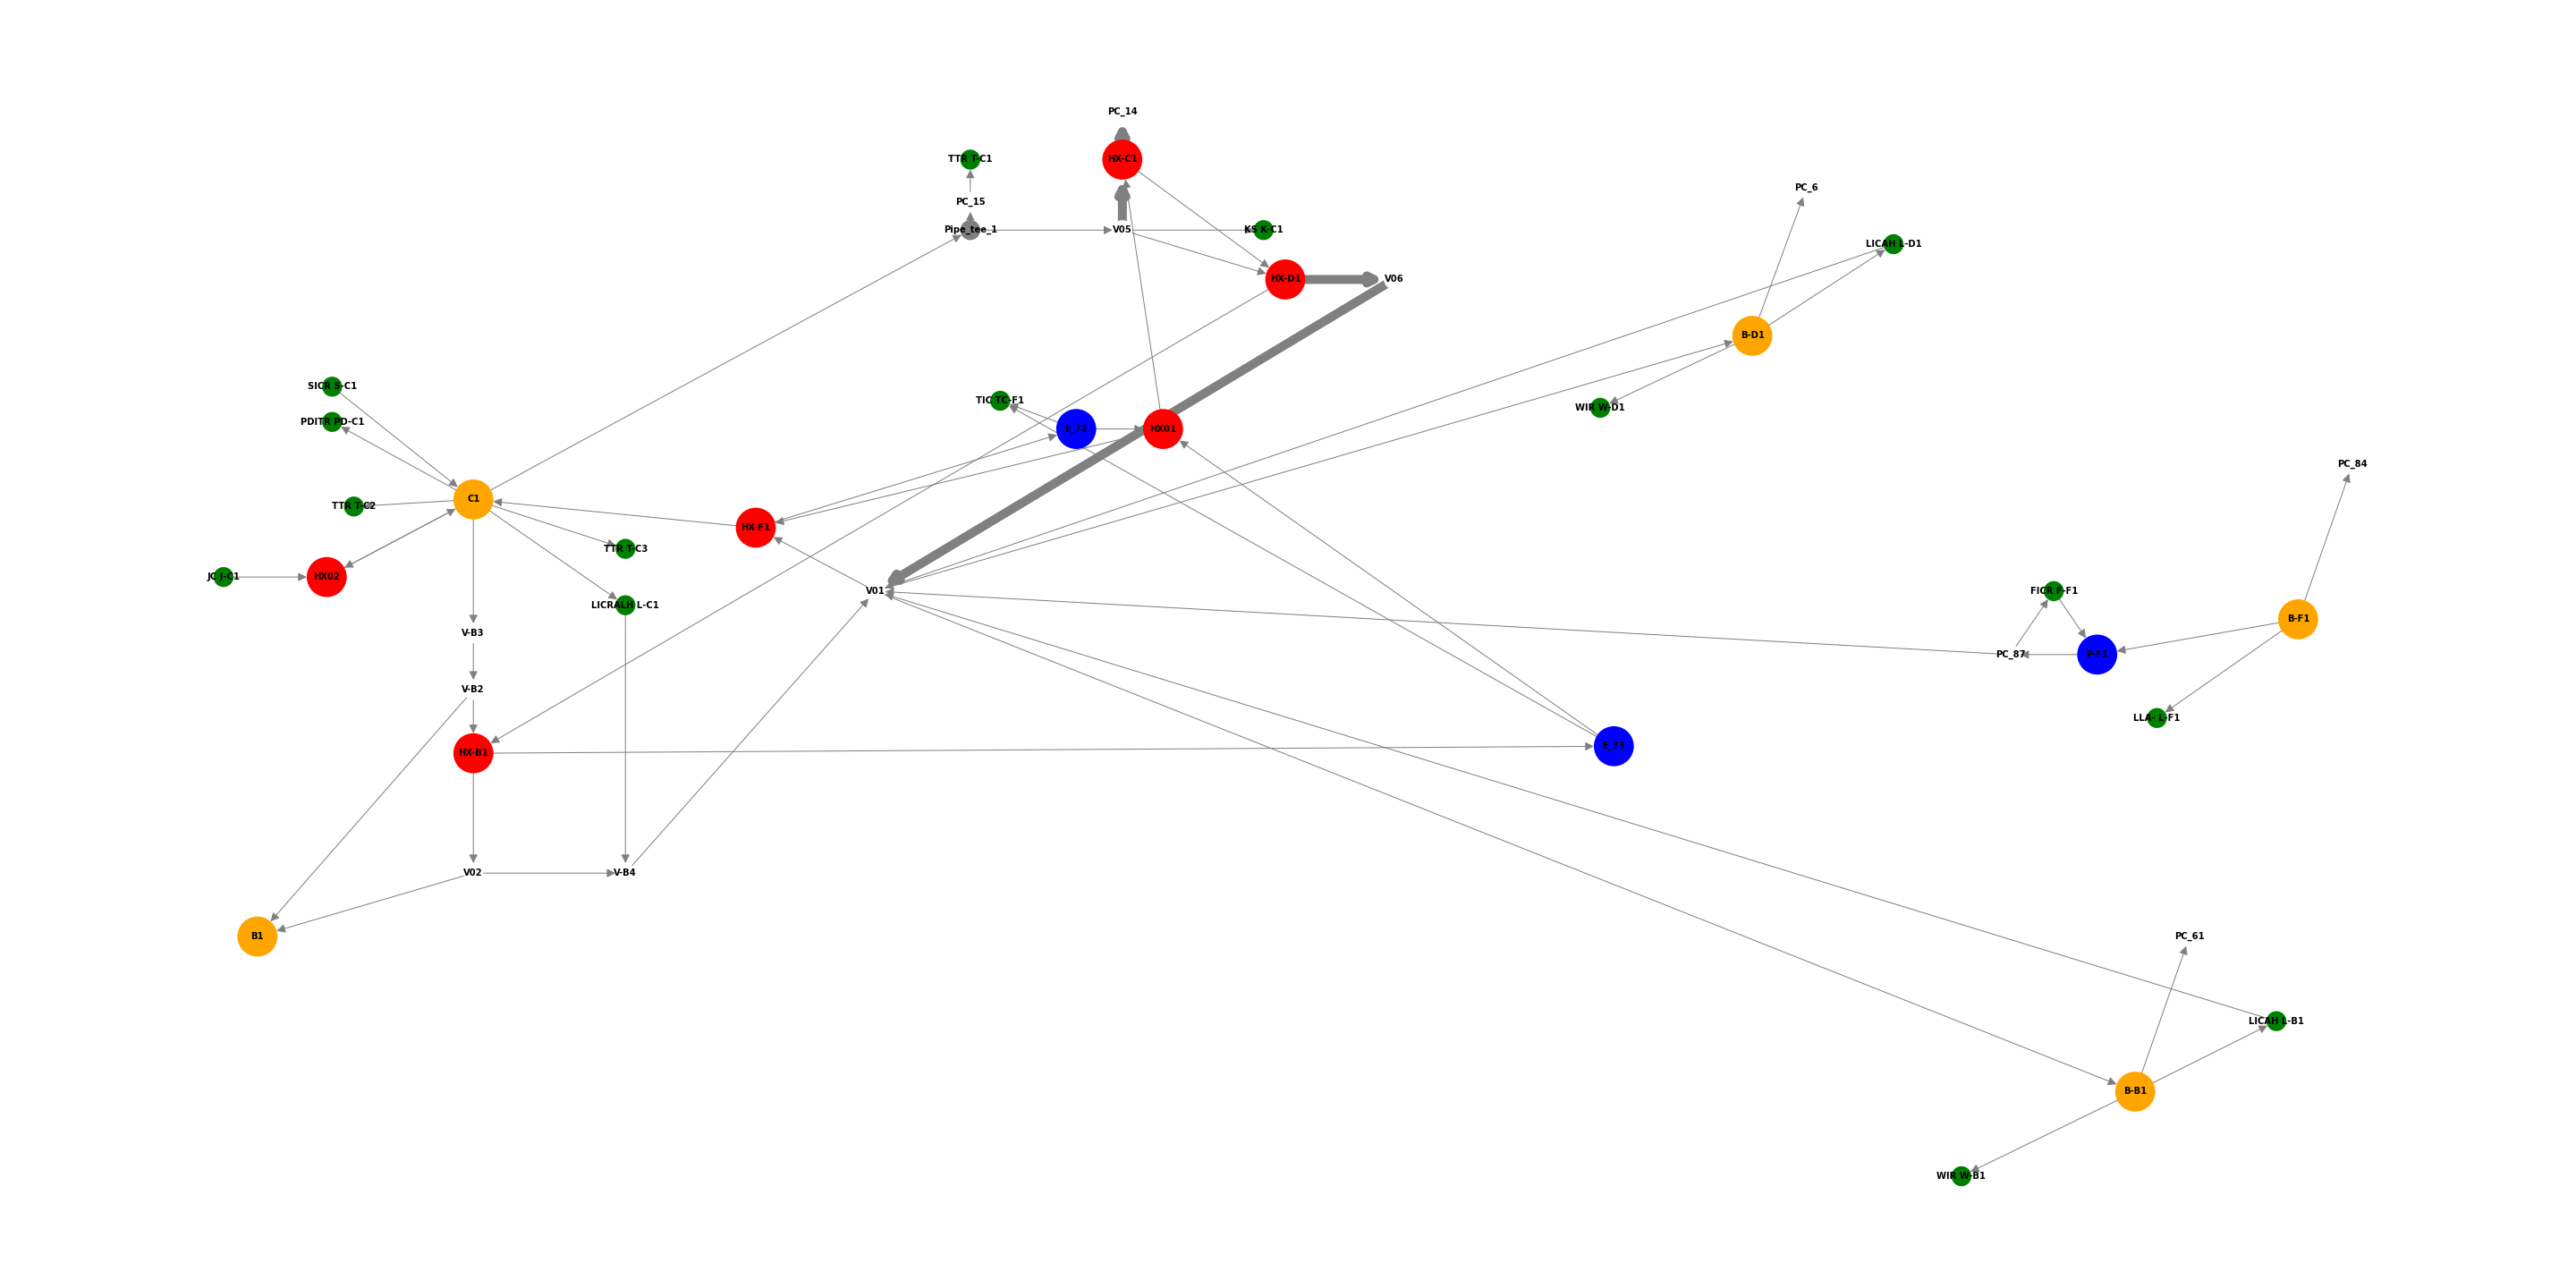 PC_14
TTR T-C1
HX-C1
PC_6
PC_15
Pipe_tee_1
V05
KS K-C1
LICAH L-D1
HX-D1
V06
B-D1
SICR S-C1
TIC TC-F1
WIR W-D1
PDITR PD-C1
E_72
HX01
PC_84
C1
TTR T-C2
HX-F1
TTR T-C3
JC J-C1
HX02
V01
FICR F-F1
LICRALH L-C1
B-F1
V-B3
PC_87
P-F1
V-B2
LLA- L-F1
HX-B1
E_73
V02
V-B4
B1
PC_61
LICAH L-B1
B-B1
WIR W-B1